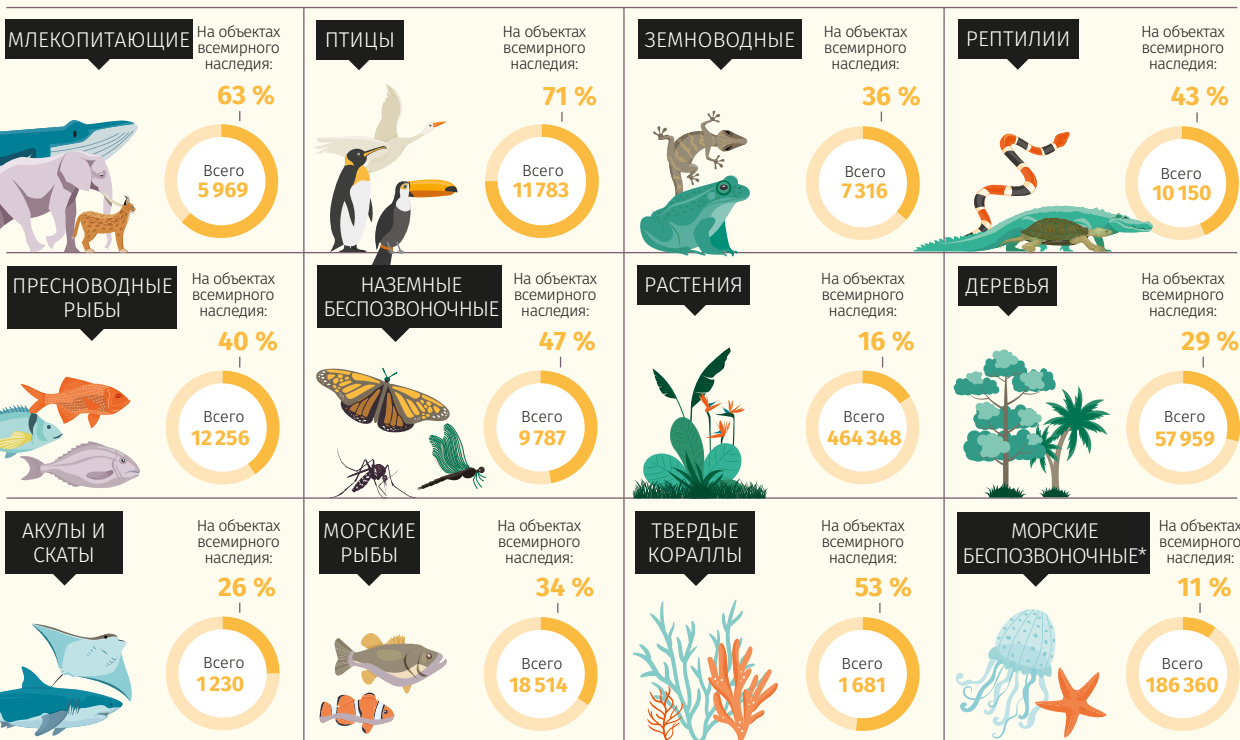 МЛЕКОПИТАЮЩИЕ
На объектах
всемирного
наследия:
63 %
Всего
5 969
ПТИЦЫ
На объектах
всемирного
наследия:
71 %
Всего
11 783
ЗЕМНОВОДНЫЕ
На объектах
всемирного
наследия:
36 %
Всего
7 316
РЕПТИЛИИ
На объектах
всемирного
наследия:
43 %
Всего
10 150
ПРЕСНОВОДНЫЕ
РЫБЫ
На объектах
всемирного
наследия:
40 %
Всего
12 256
НАЗЕМНЫЕ
БЕСПОЗВОНОЧНЫЕ
На объектах
всемирного
наследия:
47 %
Всего
9 787
РАСТЕНИЯ
На объектах
всемирного
наследия:
16 %
Всего
464 348
ДЕРЕВЬЯ
На объектах
всемирного
наследия:
29 %
Всего
57 959
АКУЛЫ И
СКАТЫ
На объектах
всемирного
наследия:
26 %
Всего
1 230
МОРСКИЕ
РЫБЫ
На объектах
всемирного
наследия:
34 %
Всего
18 514
ТВЕРДЫЕ
КОРАЛЛЫ
На объектах
всемирного
наследия:
53 %
Всего
1 681
МОРСКИЕ
БЕСПОЗВОНОЧНЫЕ*
На объектах
всемирного
наследия:
11 %
Всего
186 360